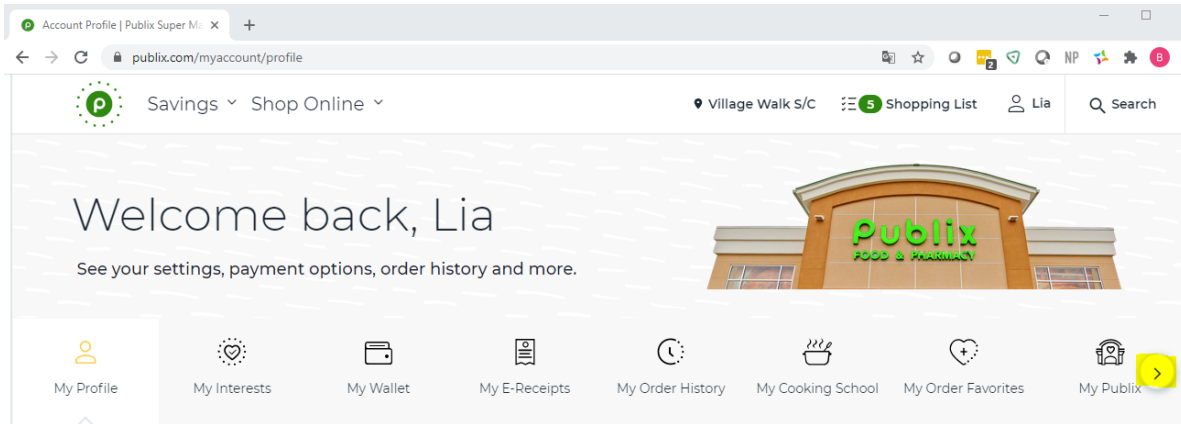 Account Profile | Publix Super Ma
publix.com/myaccount/profile
2
NP
B
P
Savings Shop Online
Village Walk S/C
5 Shopping List
Lia
Search
Welcome back, Lia
See your settings, payment options, order history and more.
Publix
FOOD & PHARMACY
My Profile
My Interests
My Wallet
My E-Receipts
My Order History
My Cooking School
My Order Favorites
My Publix